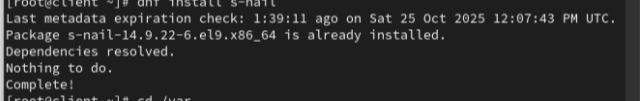 [root@client ~]# dnf install s-nail
Last metadata expiration check: 1:39:11 ago on Sat 25 Oct 2025 12:07:43 PM UTC.
Package s-nail-14.9.22-6.el9.x86_64 is already installed.
Dependencies resolved.
Nothing to do.
Complete!
[root@client ~]# cd /var